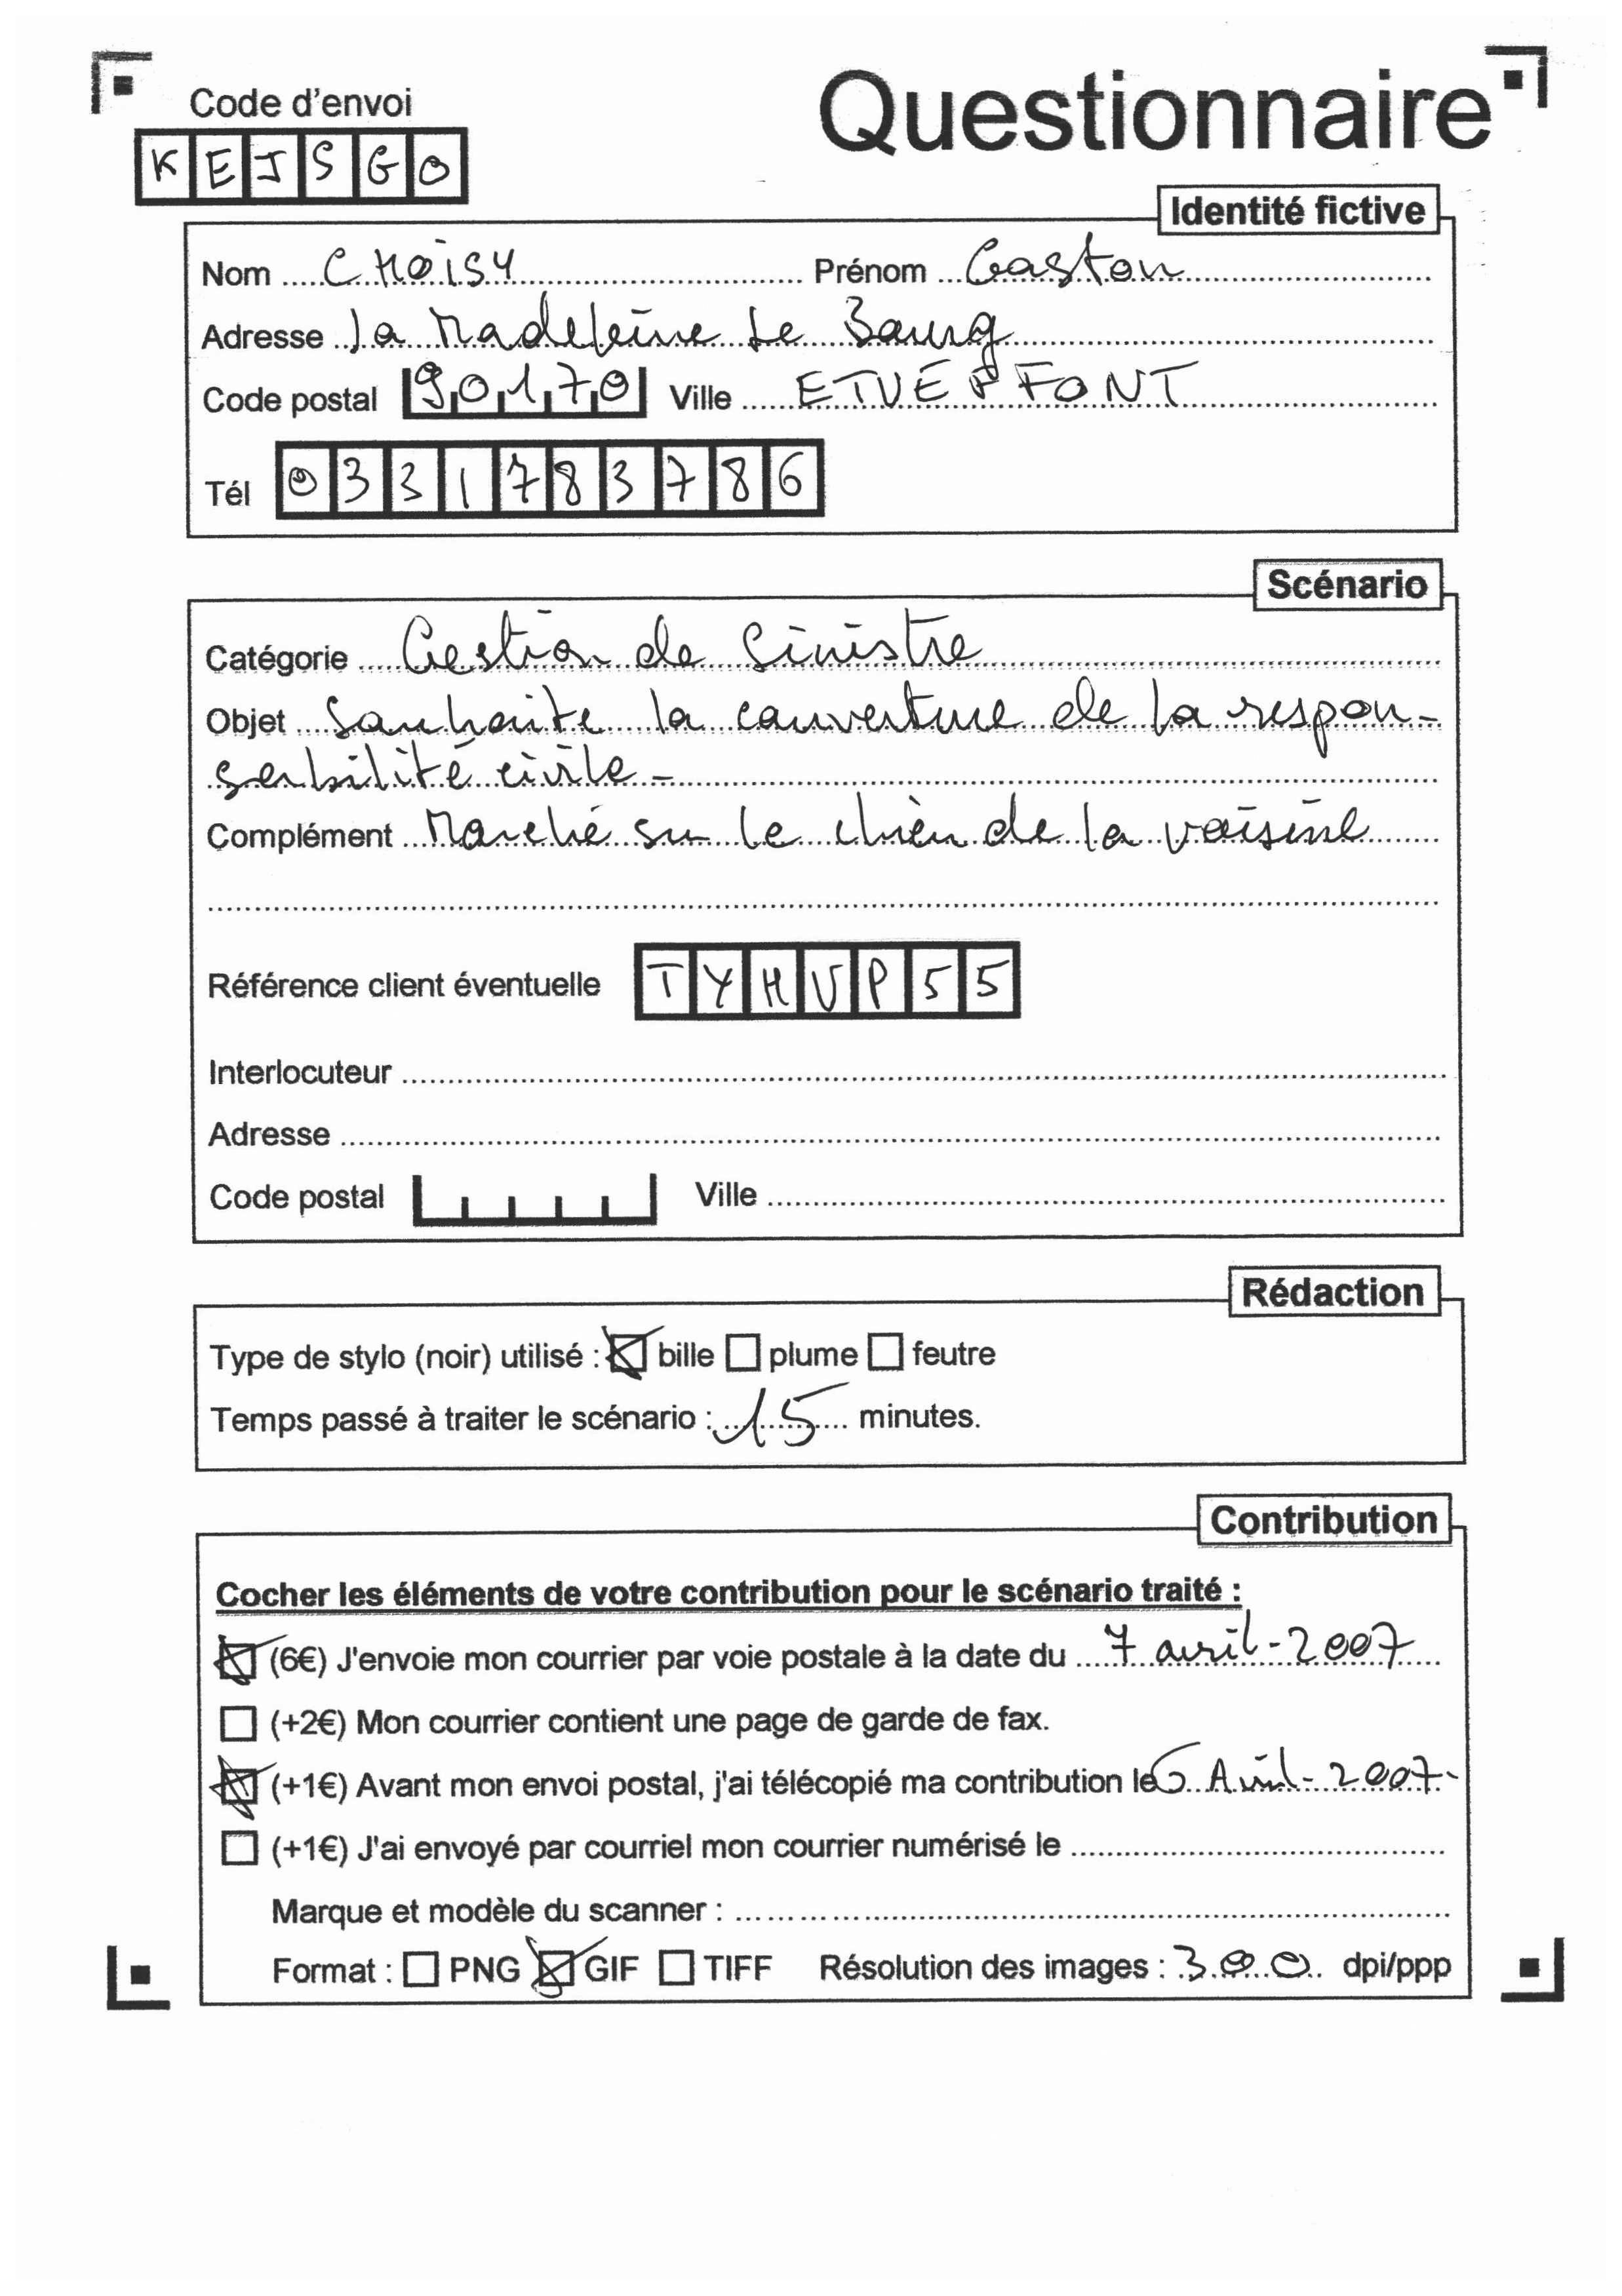 Code d'envoi
Questionnaire
K E J S G O
Identité fictive
Nom CHOISY Prénom Gaston
Adresse la Madeleine Le Bourg
Code postal 90170 Ville ETUEFFONT
Tél 0331783786
Scénario
Catégorie Gestion de Sinistre
Objet Souhaite la couverture de la respon-
sabilité civile -
Complément Marché sur le chien de la voisine
Référence client éventuelle TYHVP55
Interlocuteur
Adresse
Code postal Ville
Rédaction
Type de stylo (noir) utilisé : bille plume feutre
Temps passé à traiter le scénario : 15 minutes.
Contribution
Cocher les éléments de votre contribution pour le scénario traité :
(6€) J'envoie mon courrier par voie postale à la date du 7 avril - 2007
(+2€) Mon courrier contient une page de garde de fax.
(+1€) Avant mon envoi postal, j'ai télécopié ma contribution le 6 Avril - 2007 -
(+1€) J'ai envoyé par courriel mon courrier numérisé le
Marque et modèle du scanner :
Format : PNG GIF TIFF Résolution des images : 300 dpi/ppp